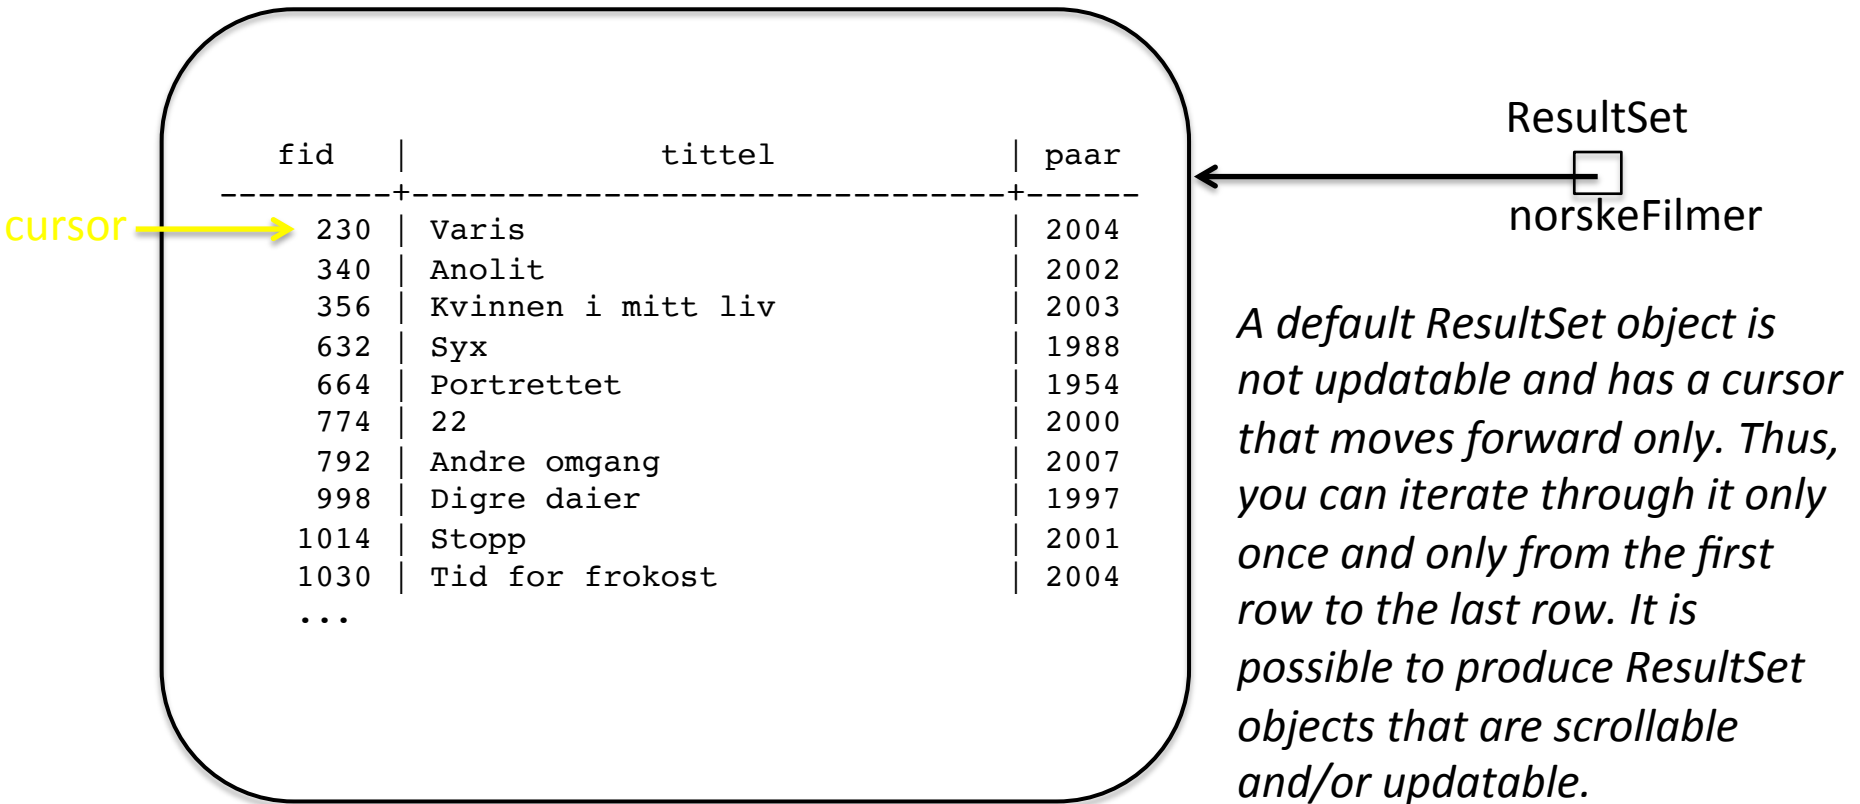 fid | tittel | paar
---------+-------------------------------+------
cursor
230 | Varis | 2004
340 | Anolit | 2002
356 | Kvinnen i mitt liv | 2003
632 | Syx | 1988
664 | Portrettet | 1954
774 | 22 | 2000
792 | Andre omgang | 2007
998 | Digre daier | 1997
1014 | Stopp | 2001
1030 | Tid for frokost | 2004
...
ResultSet
norskeFilmer
A default ResultSet object is
not updatable and has a cursor
that moves forward only. Thus,
you can iterate through it only
once and only from the first
row to the last row. It is
possible to produce ResultSet
objects that are scrollable
and/or updatable.